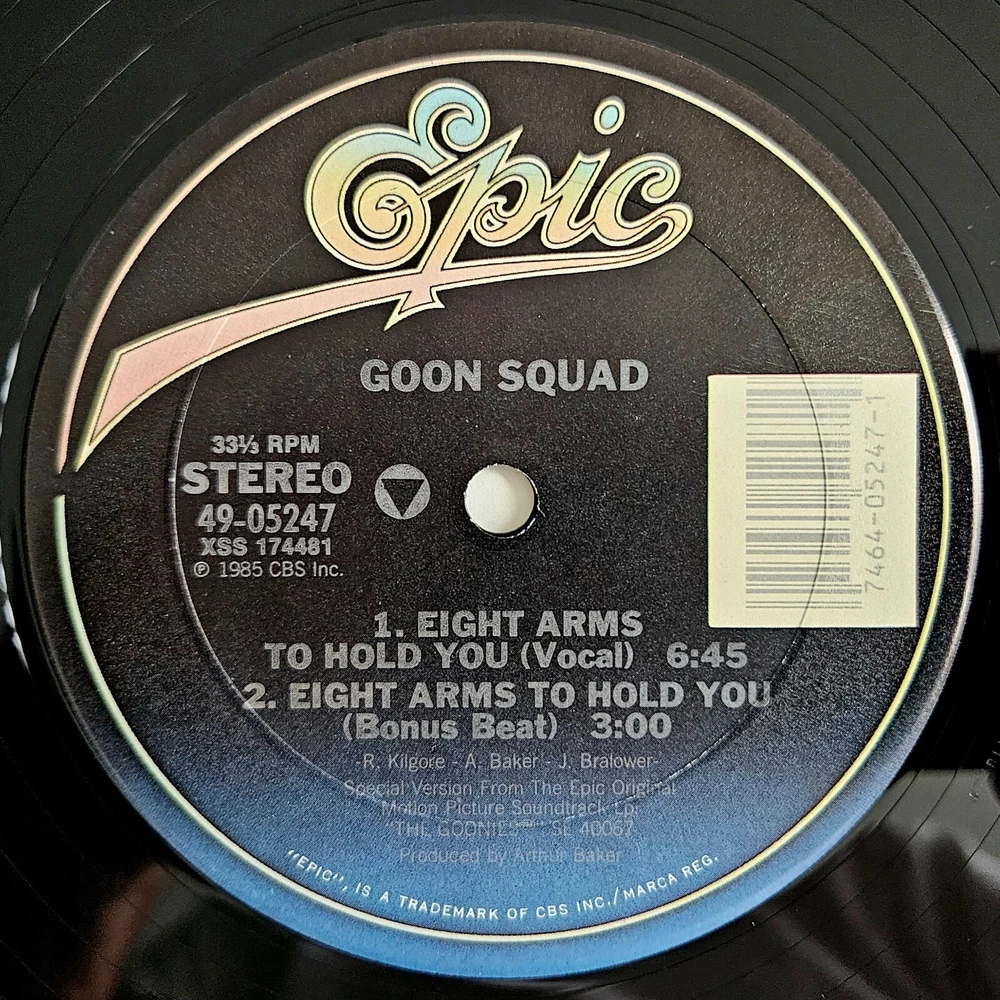 Epic
GOON SQUAD
33⅓ RPM
STEREO
49-05247
XSS 174481
℗ 1985 CBS Inc.
7464-05247-1
1. EIGHT ARMS
TO HOLD YOU (Vocal) 6:45
2. EIGHT ARMS TO HOLD YOU
(Bonus Beat) 3:00
-R. Kilgore - A. Baker - J. Bralower-
Special Version From The Epic Original
Motion Picture Soundtrack Lp.
"THE GOONIES™" SE 40067
Produced by Arthur Baker
"EPIC", IS A TRADEMARK OF CBS INC./MARCA REG.